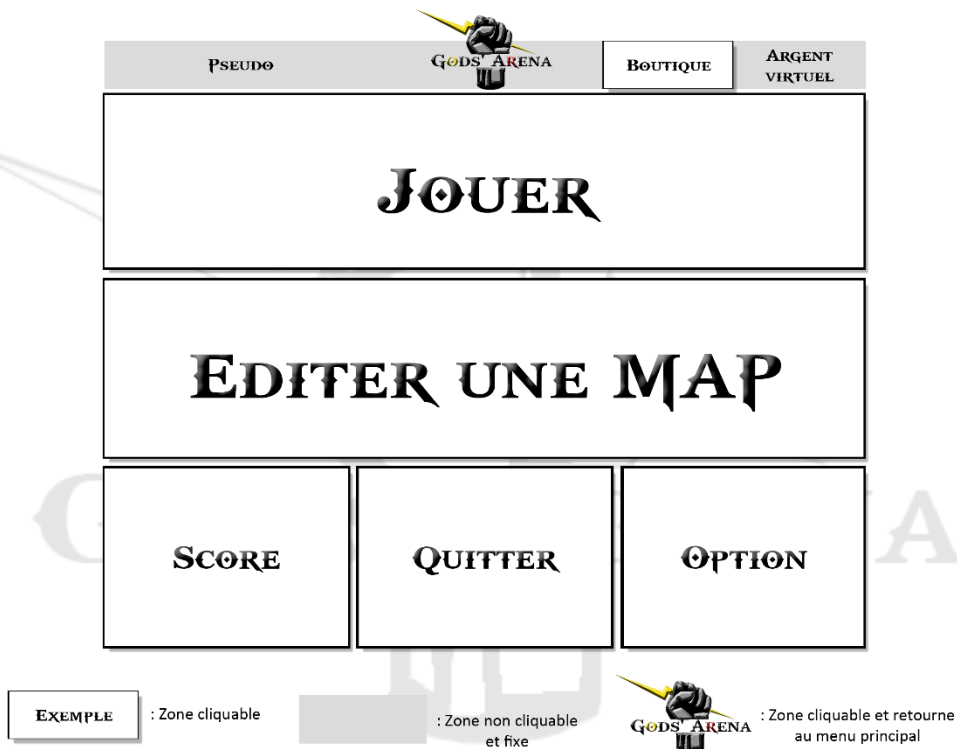 Pseudo
Gods' Arena
Boutique
Argent
virtuel
Jouer
Editer une MAP
Score
Quitter
Option
Exemple
: Zone cliquable
: Zone non cliquable
et fixe
Gods' Arena
: Zone cliquable et retourne
au menu principal